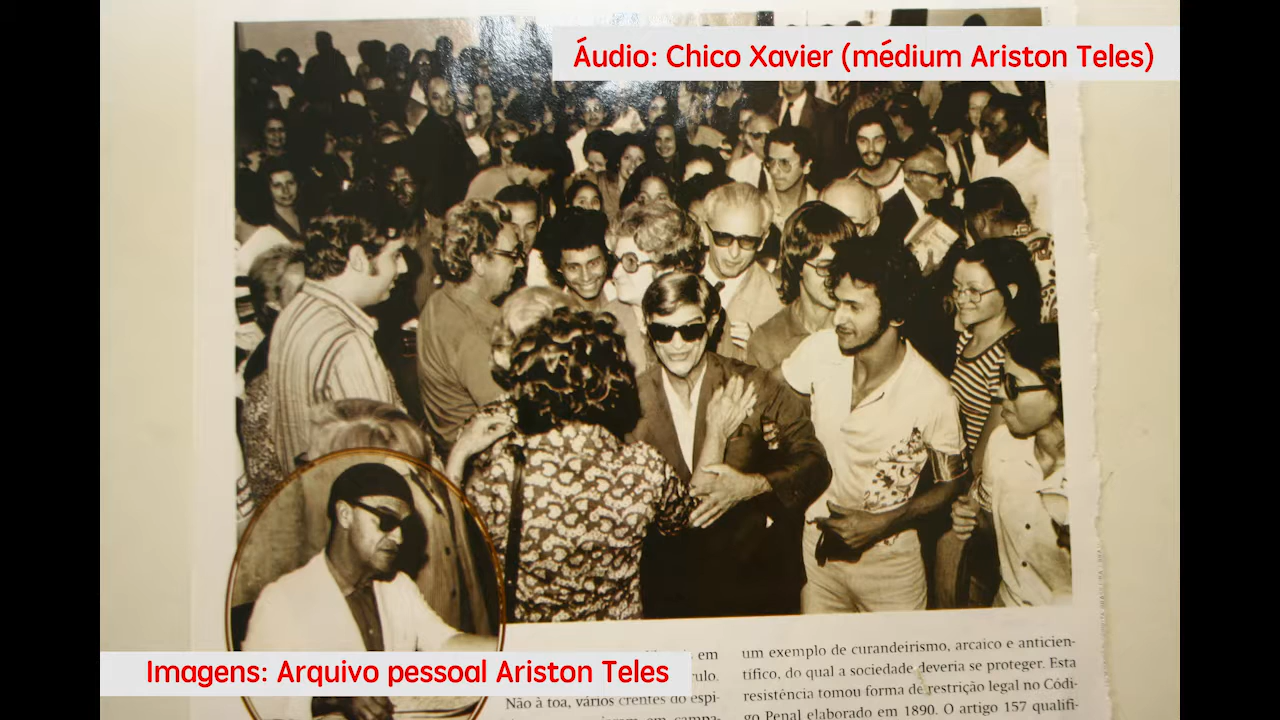 Áudio: Chico Xavier (médium Ariston Teles)
Imagens: Arquivo pessoal Ariston Teles
em
Não à toa, vários crentes do espi-
um exemplo de curandeirismo, arcaico e anticien-
tífico, do qual a sociedade deveria se proteger. Esta
resistência tomou forma de restrição legal no Códi-
go Penal elaborado em 1890. O artigo 157 qualifi-